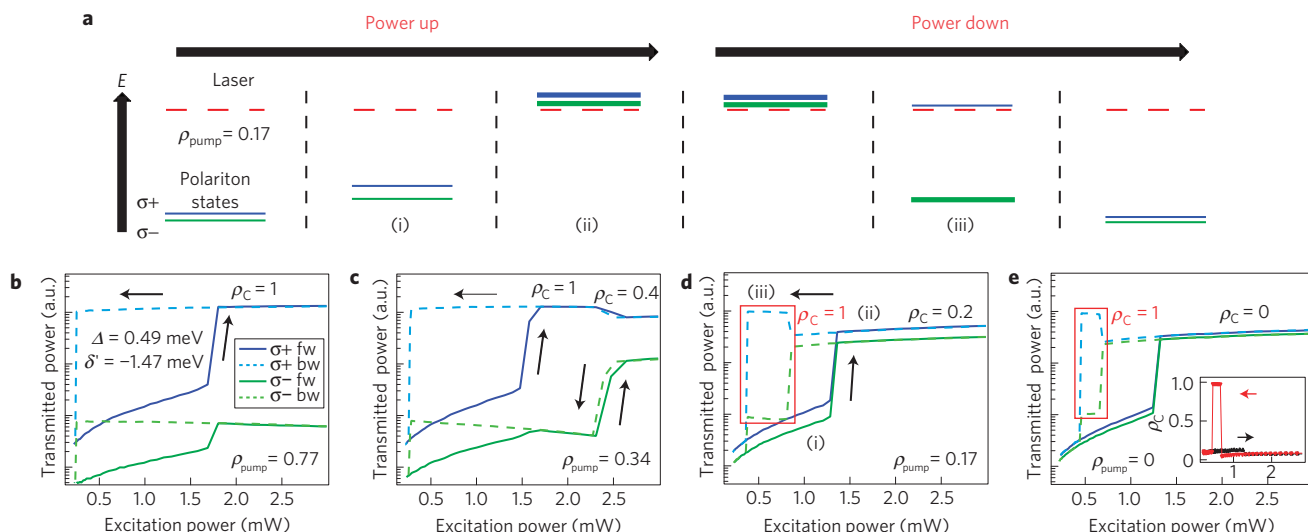 a
Power up
Power down
E
Laser
ρpump = 0.17
Polariton
states
σ+
σ−
(i)
(ii)
(iii)
b
Transmitted power (a.u.)
ρC = 1
Δ = 0.49 meV
δ' = −1.47 meV
σ+ fw
σ+ bw
σ− fw
σ− bw
ρpump = 0.77
0.5 1.0 1.5 2.0 2.5
Excitation power (mW)
c
Transmitted power (a.u.)
ρC = 1
ρC = 0.4
ρpump = 0.34
0.5 1.0 1.5 2.0 2.5
Excitation power (mW)
d
Transmitted power (a.u.)
(iii)
ρC = 1
(ii)
ρC = 0.2
(i)
ρpump = 0.17
0.5 1.0 1.5 2.0 2.5
Excitation power (mW)
e
Transmitted power (a.u.)
ρC = 1
ρC = 0
1.0
0.5
0
ρC
1 2
ρpump = 0
0.5 1.0 1.5 2.0 2.5
Excitation power (mW)